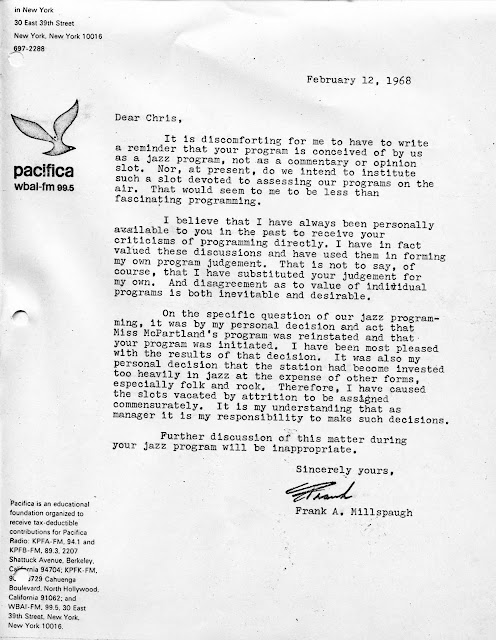 in New York
30 East 39th Street
New York, New York 10016
697-2288
February 12, 1968
pacifica
wbai-fm 99.5
Dear Chris,
It is discomforting for me to have to write
a reminder that your program is conceived of by us
as a jazz program, not as a commentary or opinion
slot. Nor, at present, do we intend to institute
such a slot devoted to assessing our programs on the
air. That would seem to me to be less than
fascinating programming.
I believe that I have always been personally
available to you in the past to receive your
criticisms of programming directly. I have in fact
valued these discussions and have used them in forming
my own program judgement. That is not to say, of
course, that I have substituted your judgement for
my own. And disagreement as to value of individual
programs is both inevitable and desirable.
On the specific question of our jazz program-
ming, it was by my personal decision and act that
Miss McPartland's program was reinstated and that
your program was initiated. I have been most pleased
with the results of that decision. It was also my
personal decision that the station had become invested
too heavily in jazz at the expense of other forms,
especially folk and rock. Therefore, I have caused
the slots vacated by attrition to be assigned
commensurately. It is my understanding that as
manager it is my responsibility to make such decisions.
Further discussion of this matter during
your jazz program will be inappropriate.
Sincerely yours,
Frank
Frank A. Millspaugh
Pacifica is an educational
foundation organized to
receive tax-deductible
contributions for Pacifica
Radio: KPFA-FM, 94.1 and
KPFB-FM, 89.3, 2207
Shattuck Avenue, Berkeley,
California 94704; KPFK-FM,
3729 Cahuenga
Boulevard, North Hollywood,
California 91062; and
WBAI-FM, 99.5, 30 East
39th Street, New York,
New York 10016.